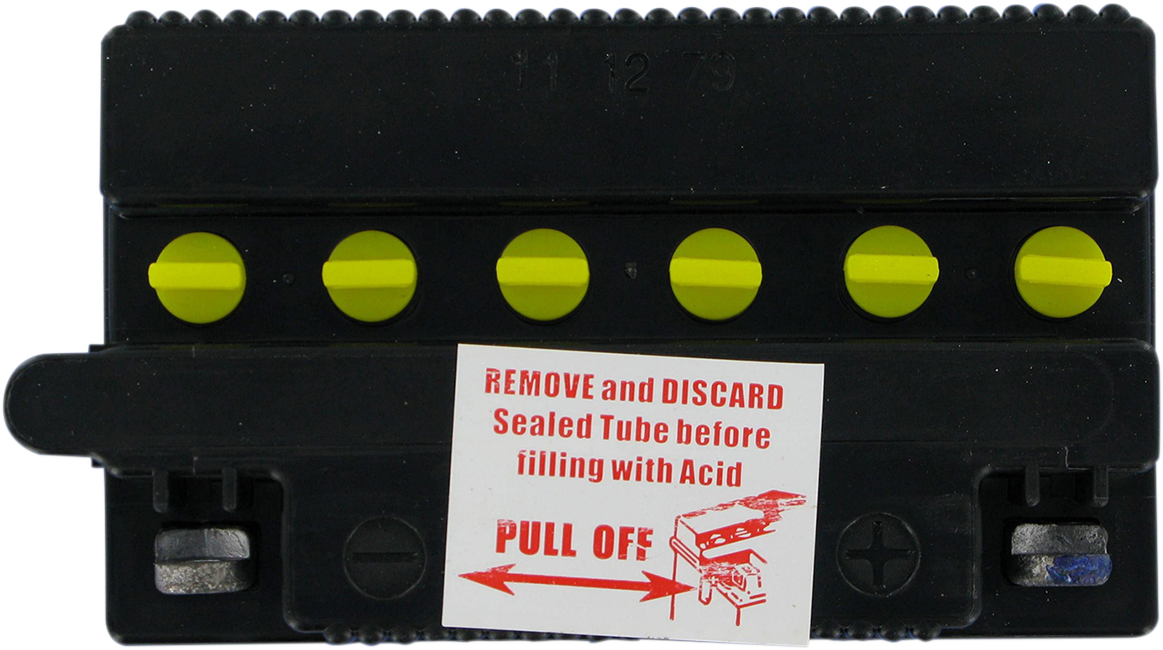 11 12 79
REMOVE and DISCARD
Sealed Tube before
filling with Acid
PULL OFF